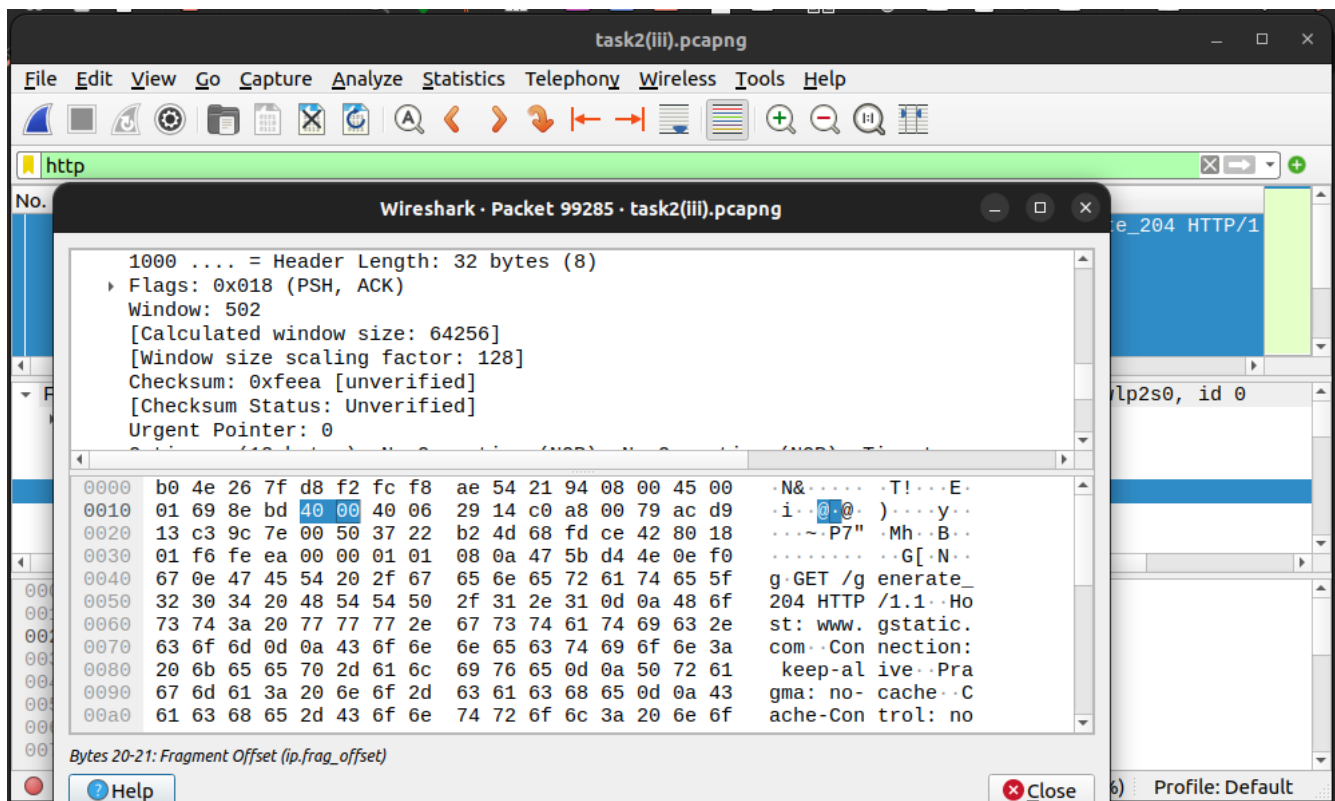 task2(iii).pcapng
File Edit View Go Capture Analyze Statistics Telephony Wireless Tools Help
http
No.
Wireshark · Packet 99285 · task2(iii).pcapng
e_204 HTTP/1
1000 .... = Header Length: 32 bytes (8)
Flags: 0x018 (PSH, ACK)
Window: 502
[Calculated window size: 64256]
[Window size scaling factor: 128]
Checksum: 0xfeea [unverified]
[Checksum Status: Unverified]
Urgent Pointer: 0
wlp2s0, id 0
0000 b0 4e 26 7f d8 f2 fc f8 ae 54 21 94 08 00 45 00 ·N&····· ·T!···E·
0010 01 69 8e bd 40 00 40 06 29 14 c0 a8 00 79 ac d9 ·i··@·@· )····y··
0020 13 c3 9c 7e 00 50 37 22 b2 4d 68 fd ce 42 80 18 ···~·P7" ·Mh··B··
0030 01 f6 fe ea 00 00 01 01 08 0a 47 5b d4 4e 0e f0 ········ ··G[·N··
0040 67 0e 47 45 54 20 2f 67 65 6e 65 72 61 74 65 5f g·GET /g enerate_
0050 32 30 34 20 48 54 54 50 2f 31 2e 31 0d 0a 48 6f 204 HTTP /1.1··Ho
0060 73 74 3a 20 77 77 77 2e 67 73 74 61 74 69 63 2e st: www. gstatic.
0070 63 6f 6d 0d 0a 43 6f 6e 6e 65 63 74 69 6f 6e 3a com··Con nection:
0080 20 6b 65 65 70 2d 61 6c 69 76 65 0d 0a 50 72 61 keep-al ive··Pra
0090 67 6d 61 3a 20 6e 6f 2d 63 61 63 68 65 0d 0a 43 gma: no- cache··C
00a0 61 63 68 65 2d 43 6f 6e 74 72 6f 6c 3a 20 6e 6f ache-Con trol: no
Bytes 20-21: Fragment Offset (ip.frag_offset)
Help
Close
Profile: Default